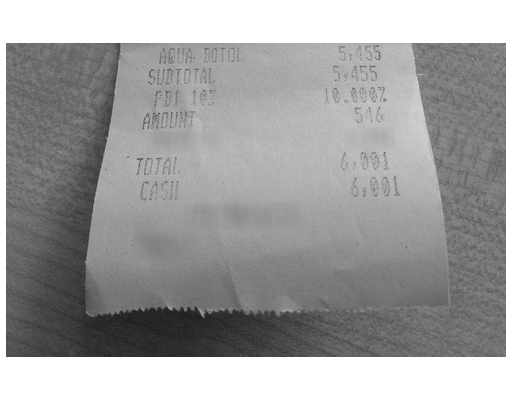 AQUA BOTOL 5,455
SUBTOTAL 5,455
PB1 10% 10.000%
AMOUNT 546
TOTAL 6,001
CASH 6,001